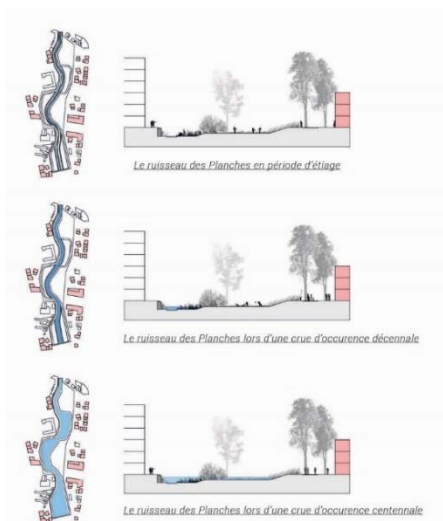 Le ruisseau des Planches en période d'étiage
Le ruisseau des Planches lors d'une crue d'occurence décennale
Le ruisseau des Planches lors d'une crue d'occurence centennale